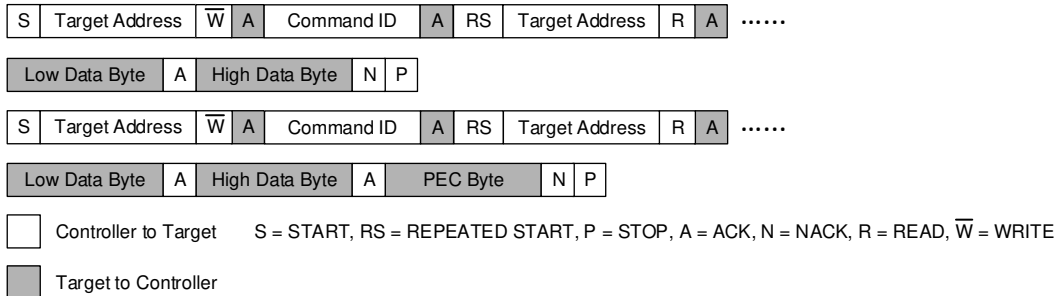 S Target Address W̅ A Command ID A RS Target Address R A ......
Low Data Byte A High Data Byte N P
S Target Address W̅ A Command ID A RS Target Address R A ......
Low Data Byte A High Data Byte A PEC Byte N P
Controller to Target S = START, RS = REPEATED START, P = STOP, A = ACK, N = NACK, R = READ, W̅ = WRITE
Target to Controller